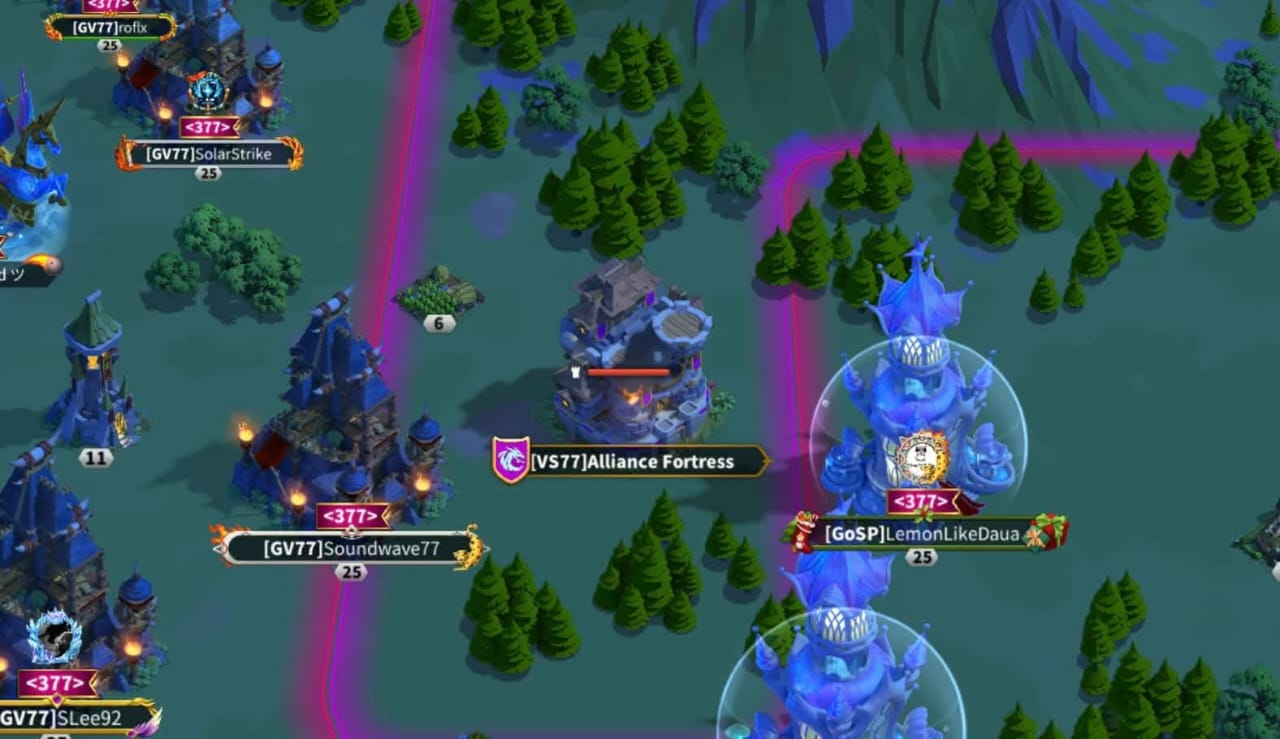 <377>
[GV77]roflx
25
<377>
[GV77]SolarStrike
25
dツ
6
11
[VS77]Alliance Fortress
<377>
[GoSP]LemonLikeDaua
25
<377>
[GV77]Soundwave77
25
<377>
GV77]SLee92